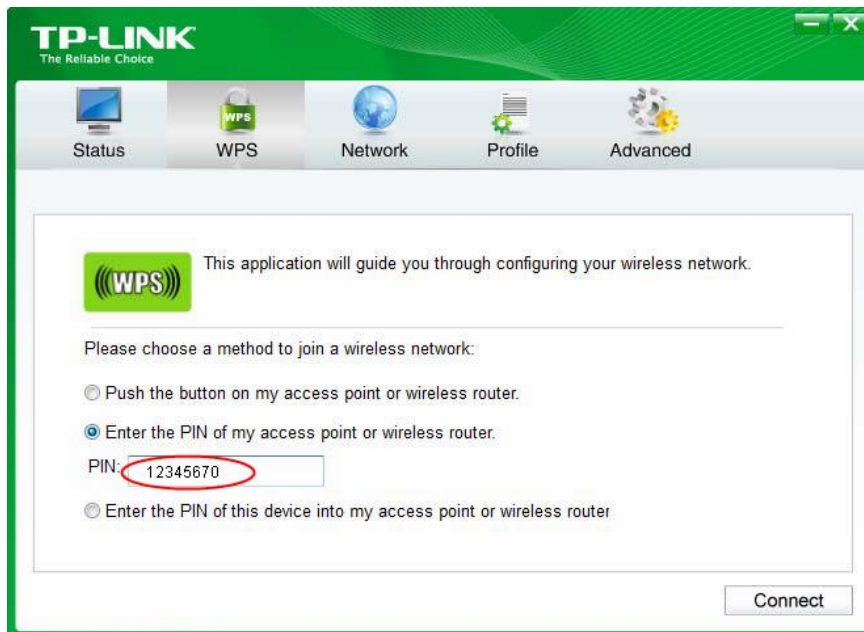 TP-LINK
The Reliable Choice
Status WPS Network Profile Advanced
WPS
(((WPS)))
This application will guide you through configuring your wireless network.
Please choose a method to join a wireless network:
Push the button on my access point or wireless router.
Enter the PIN of my access point or wireless router.
PIN: 12345670
Enter the PIN of this device into my access point or wireless router
Connect